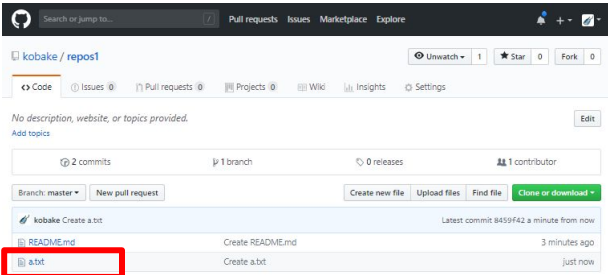 Search or jump to... / Pull requests Issues Marketplace Explore
kobake / repos1 Unwatch 1 Star 0 Fork 0
Code Issues 0 Pull requests 0 Projects 0 Wiki Insights Settings
No description, website, or topics provided. Edit
Add topics
2 commits 1 branch 0 releases 1 contributor
Branch: master New pull request Create new file Upload files Find file Clone or download
kobake Create a.txt Latest commit 8459f42 a minute from now
README.md Create README.md 3 minutes ago
a.txt Create a.txt just now